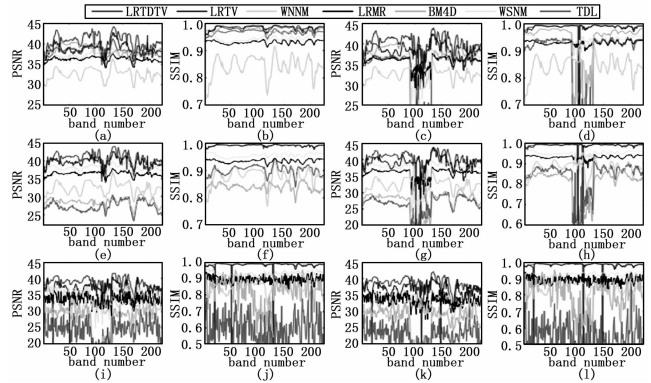 LRTDTV LRTV WNNM LRMR BM4D WSNM TDL
PSNR 45 40 35 30 25
50 100 150 200
band number
(a)
SSIM 1.0 0.9 0.8 0.7
50 100 150 200
band number
(b)
PSNR 45 40 35 30 25
50 100 150 200
band number
(c)
SSIM 1.0 0.9 0.8 0.7
50 100 150 200
band number
(d)
PSNR 45 40 35 30 25
50 100 150 200
band number
(e)
SSIM 1.0 0.9 0.8 0.7
50 100 150 200
band number
(f)
PSNR 45 40 35 30 25 20
50 100 150 200
band number
(g)
SSIM 1.0 0.9 0.8 0.7 0.6
50 100 150 200
band number
(h)
PSNR 45 40 35 30 25 20
50 100 150 200
band number
(i)
SSIM 1.0 0.9 0.8 0.7 0.6 0.5
50 100 150 200
band number
(j)
PSNR 45 40 35 30 25 20
50 100 150 200
band number
(k)
SSIM 1.0 0.9 0.8 0.7 0.6 0.5
50 100 150 200
band number
(l)